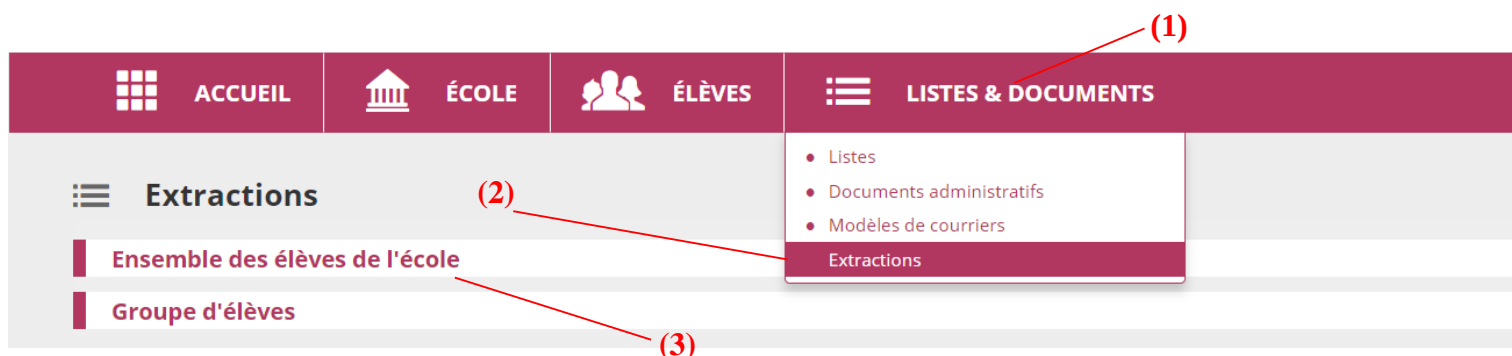 (1)
ACCUEIL ÉCOLE ÉLÈVES LISTES & DOCUMENTS
Listes
Documents administratifs
Modèles de courriers
Extractions
Extractions
(2)
Ensemble des élèves de l'école
Groupe d'élèves
(3)